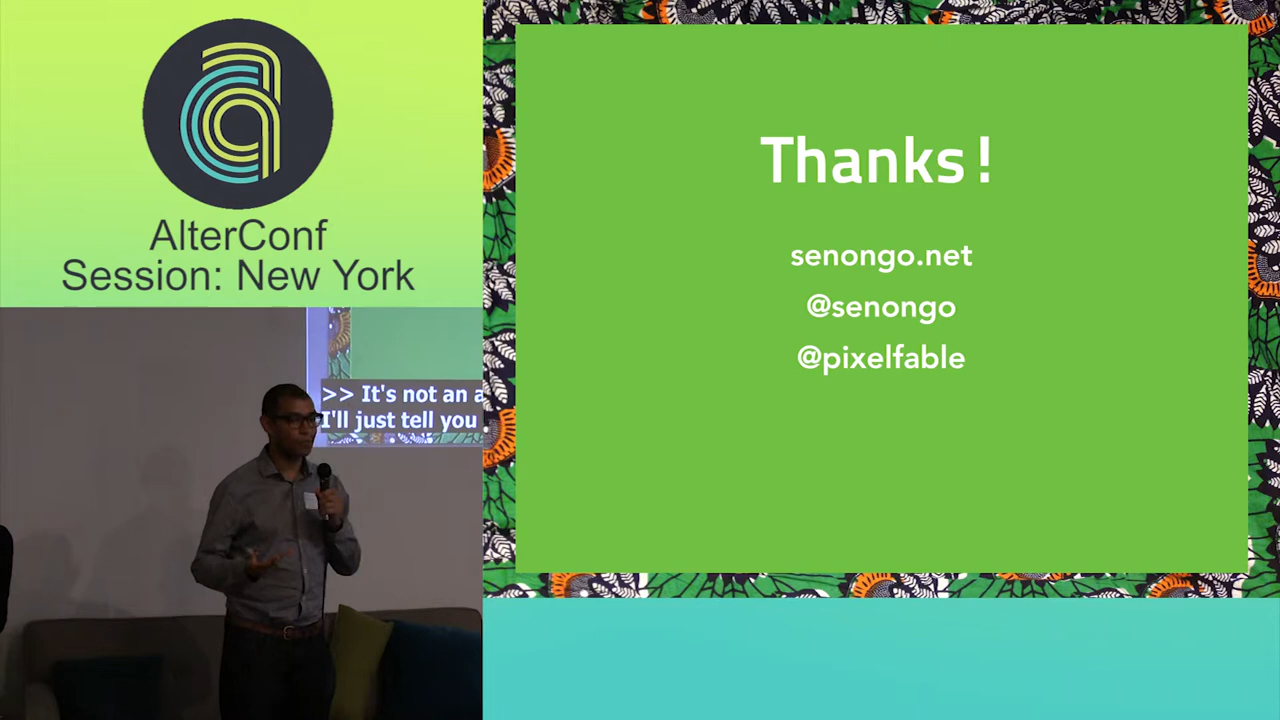 AlterConf
Session: New York
>> It's not an a
I'll just tell you
Thanks!
senongo.net
@senongo
@pixelfable